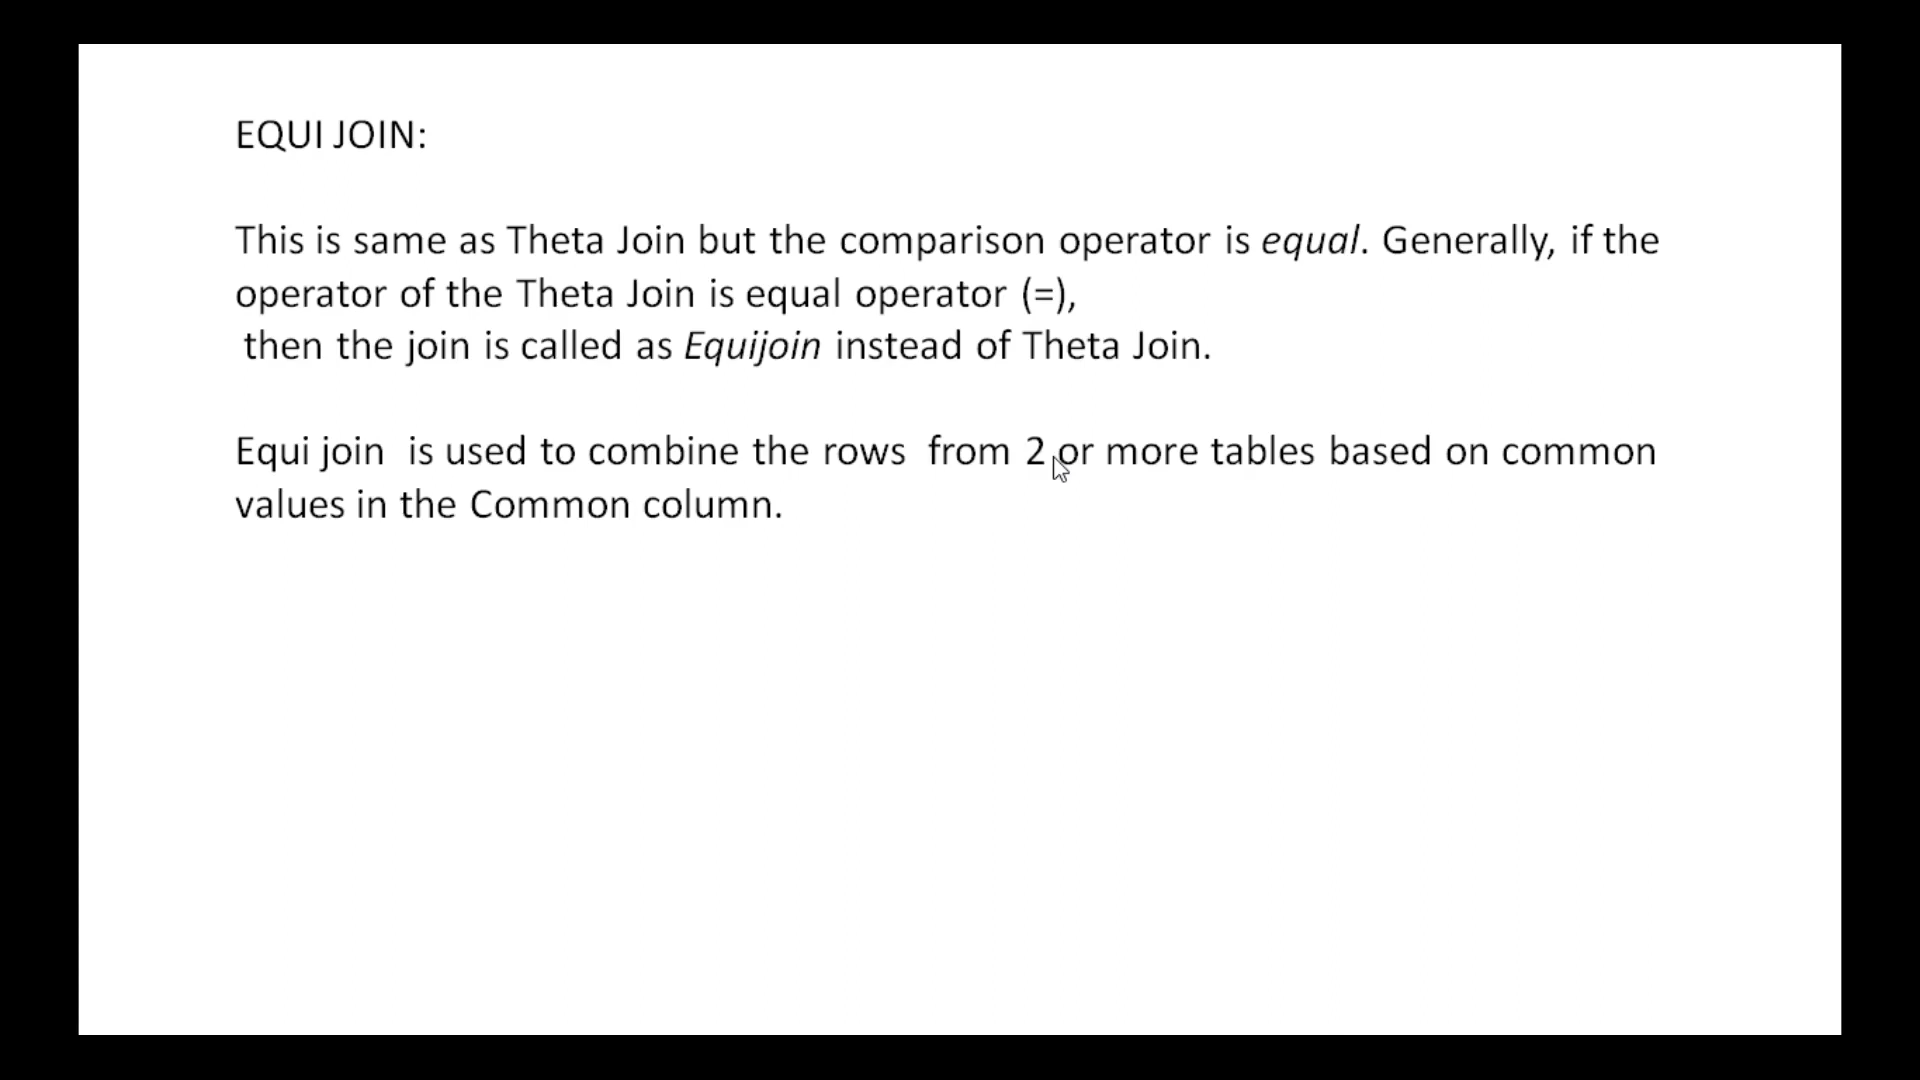 EQUI JOIN:
This is same as Theta Join but the comparison operator is equal. Generally, if the
operator of the Theta Join is equal operator (=),
then the join is called as Equijoin instead of Theta Join.
Equi join  is used to combine the rows  from 2 or more tables based on common
values in the Common column.